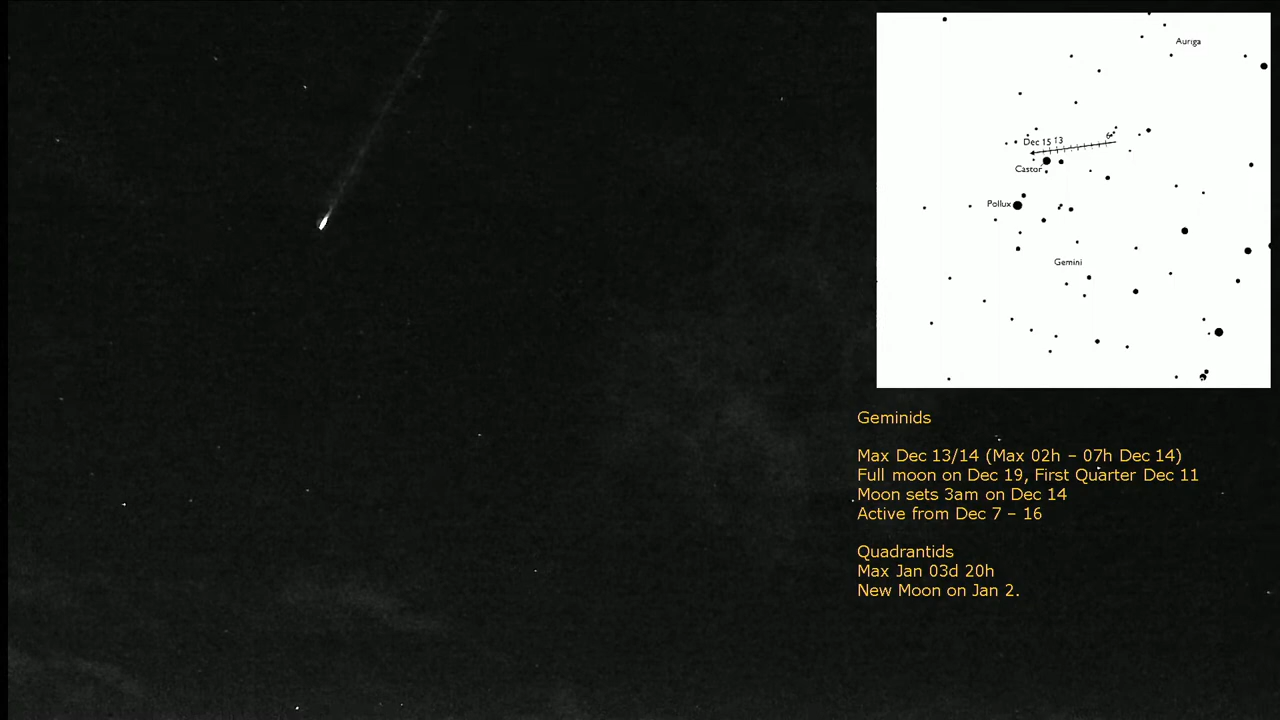 Auriga
Dec 15 13 6
Castor
Pollux
Gemini
Geminids
Max Dec 13/14 (Max 02h – 07h Dec 14)
Full moon on Dec 19, First Quarter Dec 11
Moon sets 3am on Dec 14
Active from Dec 7 – 16
Quadrantids
Max Jan 03d 20h
New Moon on Jan 2.